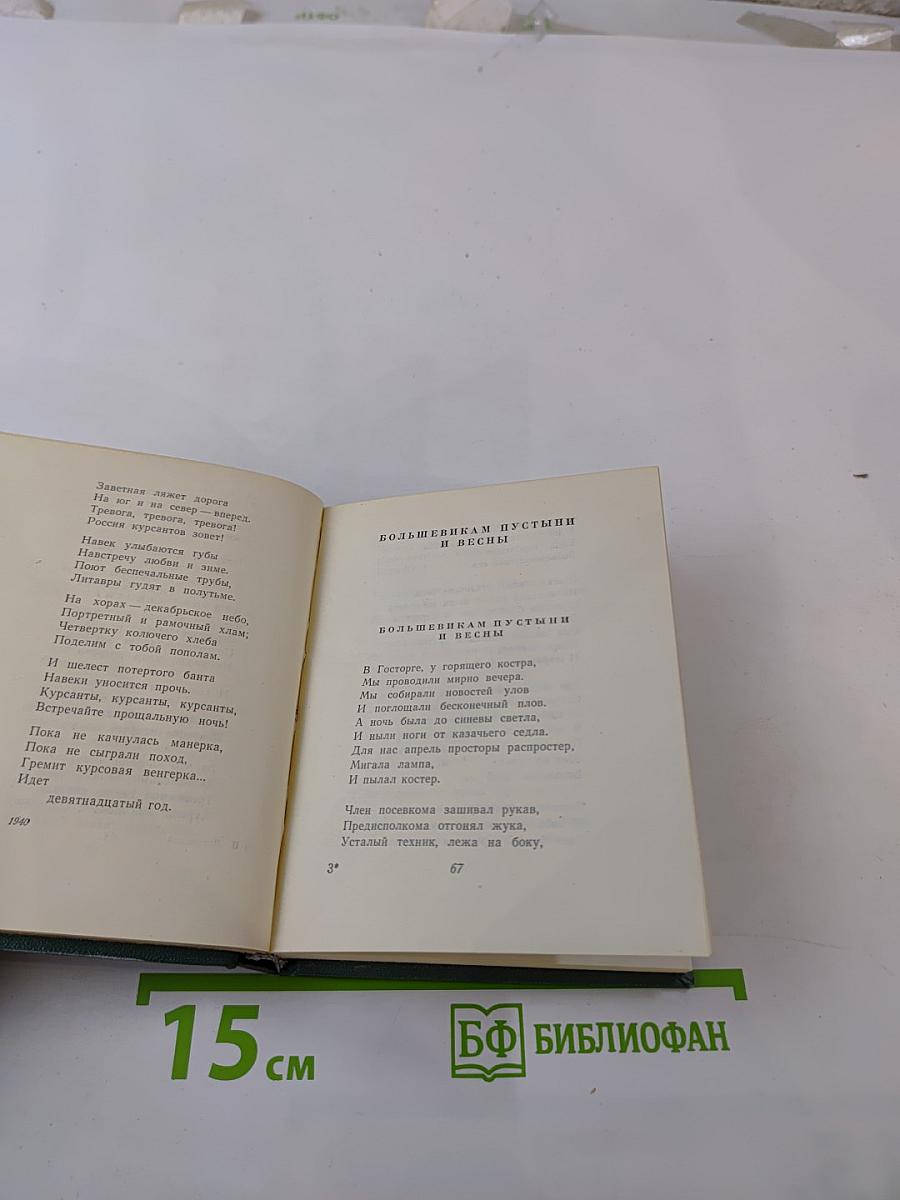 Заветная ляжет дорога
На юг и на север — вперед.
Тревога, тревога, тревога!
Россия курсантов зовет!
Навек улыбаются губы
Навстречу любви и зиме.
Поют беспечальные трубы,
Литавры гудят в полутьме.
На хорах — декабрьское небо,
Портретный и рамочный хлам;
Четвертку колючего хлеба
Поделим с тобой пополам.
И шелест потертого банта
Навеки уносится прочь.
Курсанты, курсанты, курсанты,
Встречайте прощальную ночь!
Пока не качнулась манерка,
Пока не сыграли поход,
Гремит курсовая венгерка...
Идет
девятнадцатый год.
1940
БОЛЬШЕВИКАМ ПУСТЫНИ
И ВЕСНЫ
БОЛЬШЕВИКАМ ПУСТЫНИ
И ВЕСНЫ
В Госторге, у горящего костра,
Мы проводили мирно вечера.
Мы собирали новостей улов
И поглощали бесконечный плов.
А ночь была до синевы светла,
И ныли ноги от казачьего седла.
Для нас апрель просторы распростер,
Мигала лампа,
И пылал костер.
Член посевкома зашивал рукав,
Предисполкома отгонял жука,
Усталый техник, лежа на боку,
3*
67
15 см
БФ БИБЛИОФАН